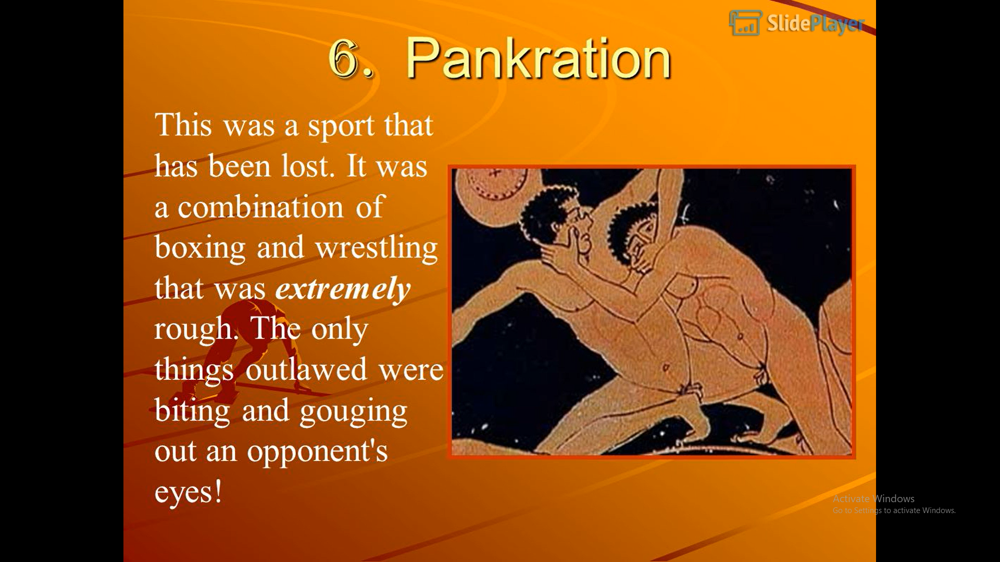 SlidePlayer
6. Pankration
This was a sport that
has been lost. It was
a combination of
boxing and wrestling
that was extremely
rough. The only
things outlawed were
biting and gouging
out an opponent's
eyes!
Activate Windows
Go to Settings to activate Windows.